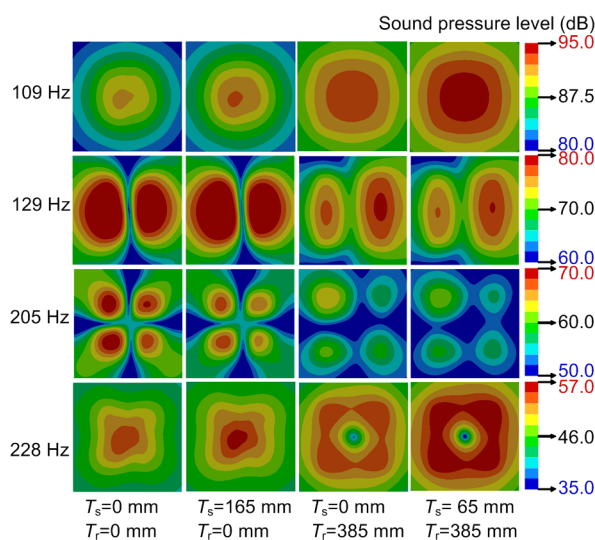 Sound pressure level (dB)
109 Hz
95.0
87.5
80.0
129 Hz
80.0
70.0
60.0
205 Hz
70.0
60.0
50.0
228 Hz
57.0
46.0
35.0
Ts=0 mm Ts=165 mm Ts=0 mm Ts= 65 mm
Tr=0 mm Tr=0 mm Tr=385 mm Tr=385 mm